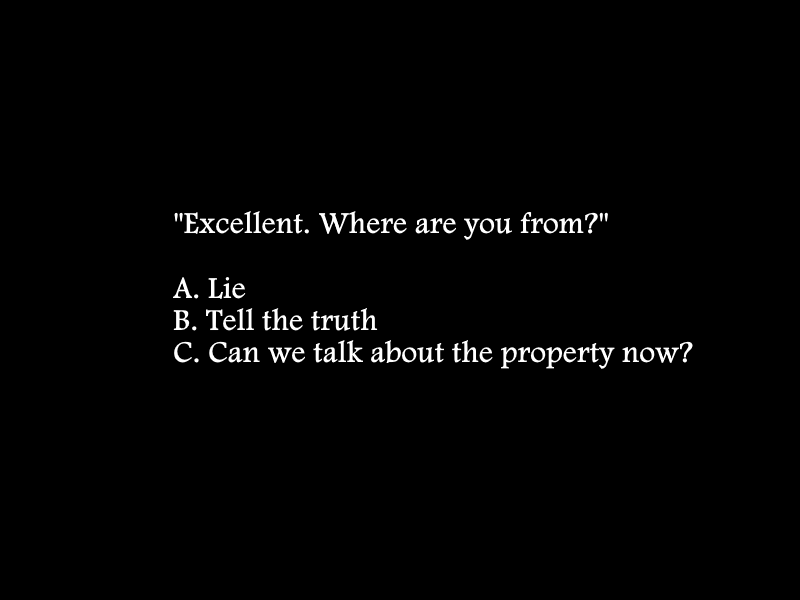 "Excellent. Where are you from?"
A. Lie
B. Tell the truth
C. Can we talk about the property now?